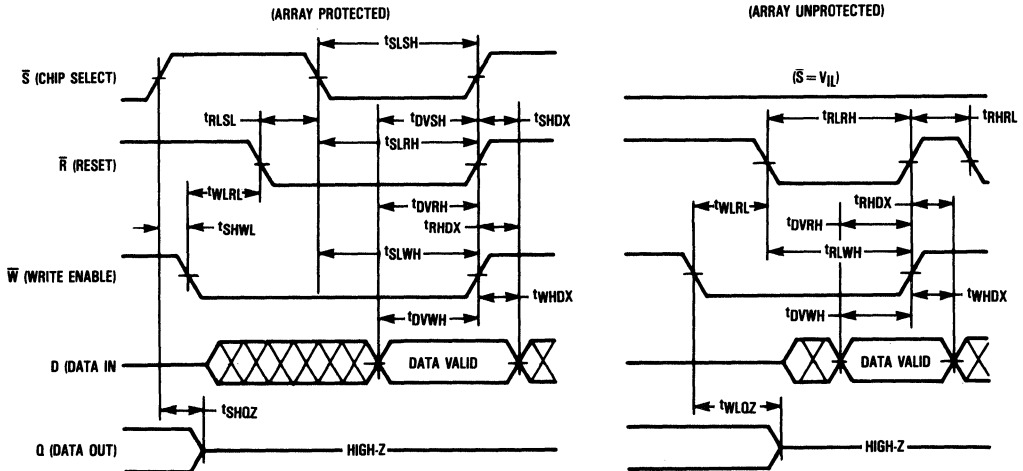 (ARRAY PROTECTED)
(ARRAY UNPROTECTED)
tSLSH
S̅ (CHIP SELECT)
(S̅ = VIL)
tRLSL
tDVSH
tSHDX
tRLRH
tRHRL
R̅ (RESET)
tSLRH
tWLRL
tDVRH
tRHDX
tSHWL
tWLRL
tRHDX
tDVRH
tSLWH
tRLWH
W̅ (WRITE ENABLE)
tWHDX
tWHDX
tDVWH
tDVWH
D (DATA IN
DATA VALID
DATA VALID
tSHQZ
tWLQZ
Q (DATA OUT)
HIGH-Z
HIGH-Z